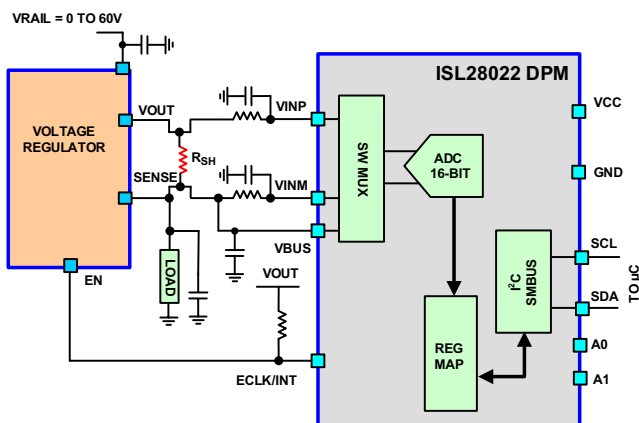 VRAIL = 0 TO 60V
ISL28022 DPM
VOUT
VINP
VCC
VOLTAGE
REGULATOR
RSH
SW MUX
ADC
16-BIT
SENSE
VINM
GND
VBUS
SCL
EN
LOAD
VOUT
I²C
SMBUS
SDA
TO µC
REG
MAP
A0
ECLK/INT
A1